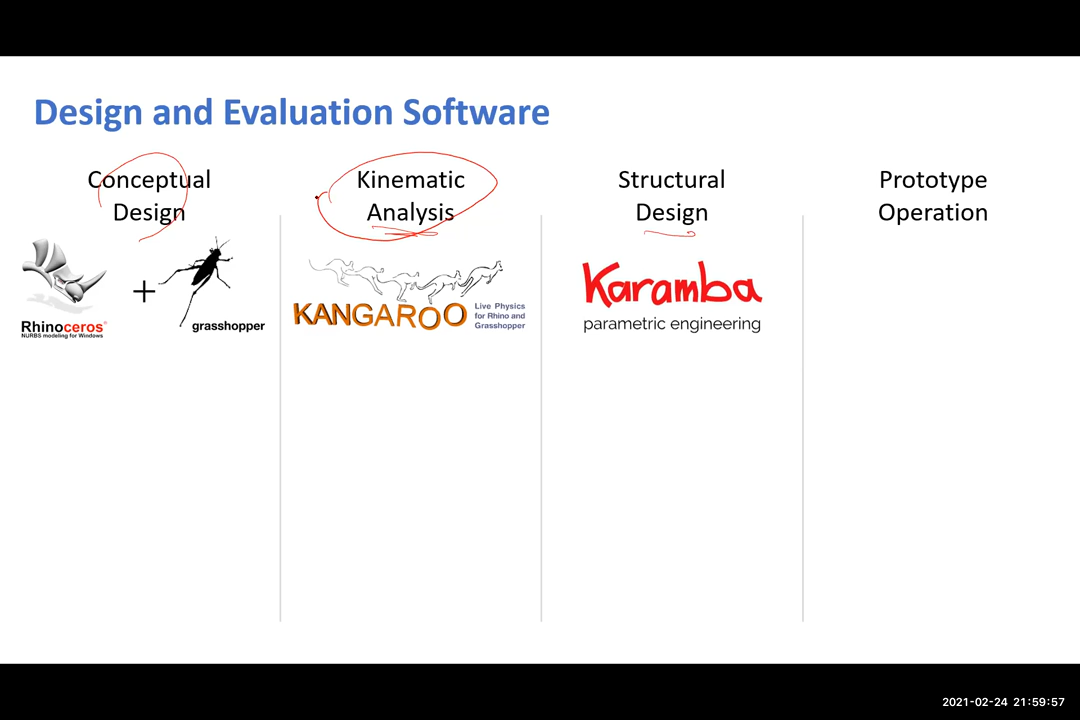 Design and Evaluation Software
Conceptual
Design
Rhinoceros®
NURBS modeling for Windows
+
grasshopper
Kinematic
Analysis
KANGAROO
Live Physics
for Rhino and
Grasshopper
Structural
Design
Karamba
parametric engineering
Prototype
Operation
2021-02-24 21:59:57